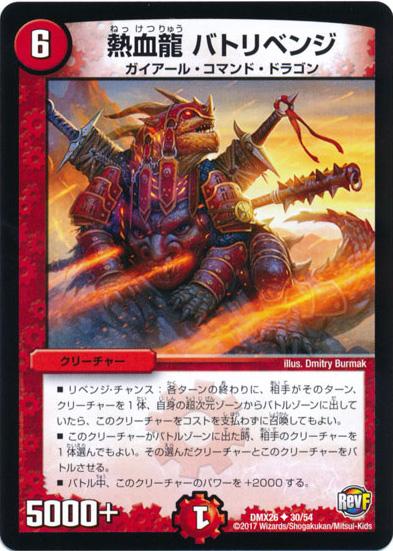 6
ねっけつりゅう
熱血龍 バトリベンジ
ガイアール・コマンド・ドラゴン
クリーチャー
illus. Dmitry Burmak
■ リベンジ・チャンス：各ターンの終わりに、相手がそのターン、
クリーチャーを1体、自身の超次元ゾーンからバトルゾーンに出して
いたら、このクリーチャーをコストを支払わずに召喚してもよい。
■ このクリーチャーがバトルゾーンに出た時、相手のクリーチャーを
1体選んでもよい。その選んだクリーチャーとこのクリーチャーをバ
トルさせる。
■ バトル中、このクリーチャーのパワーを +2000 する。
RevF
5000+
1
DMX26 ◆ 30/54
©2017 Wizards/Shogakukan/Mitsui-Kids